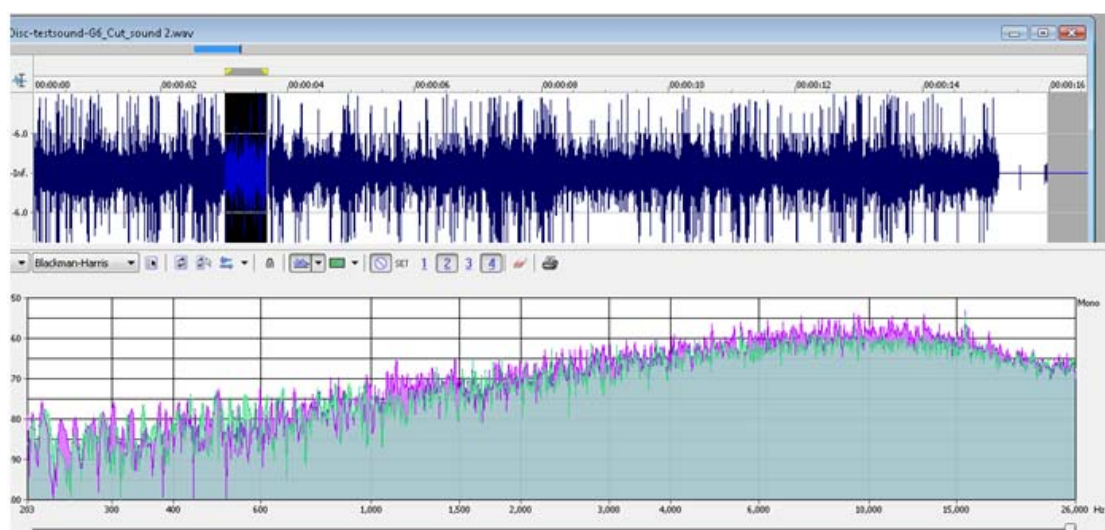 Disc-testsound-G6_Cut_sound 2.wav
00:00:00 00:00:02 00:00:04 00:00:06 00:00:08 00:00:10 00:00:12 00:00:14 00:00:16
-6.0
-Inf.
-6.0
Blackman-Harris SET 1 2 3 4
50 Mono
60
70
80
90
00
203 300 400 600 1,000 1,500 2,000 3,000 4,000 6,000 10,000 15,000 26,000 Hz